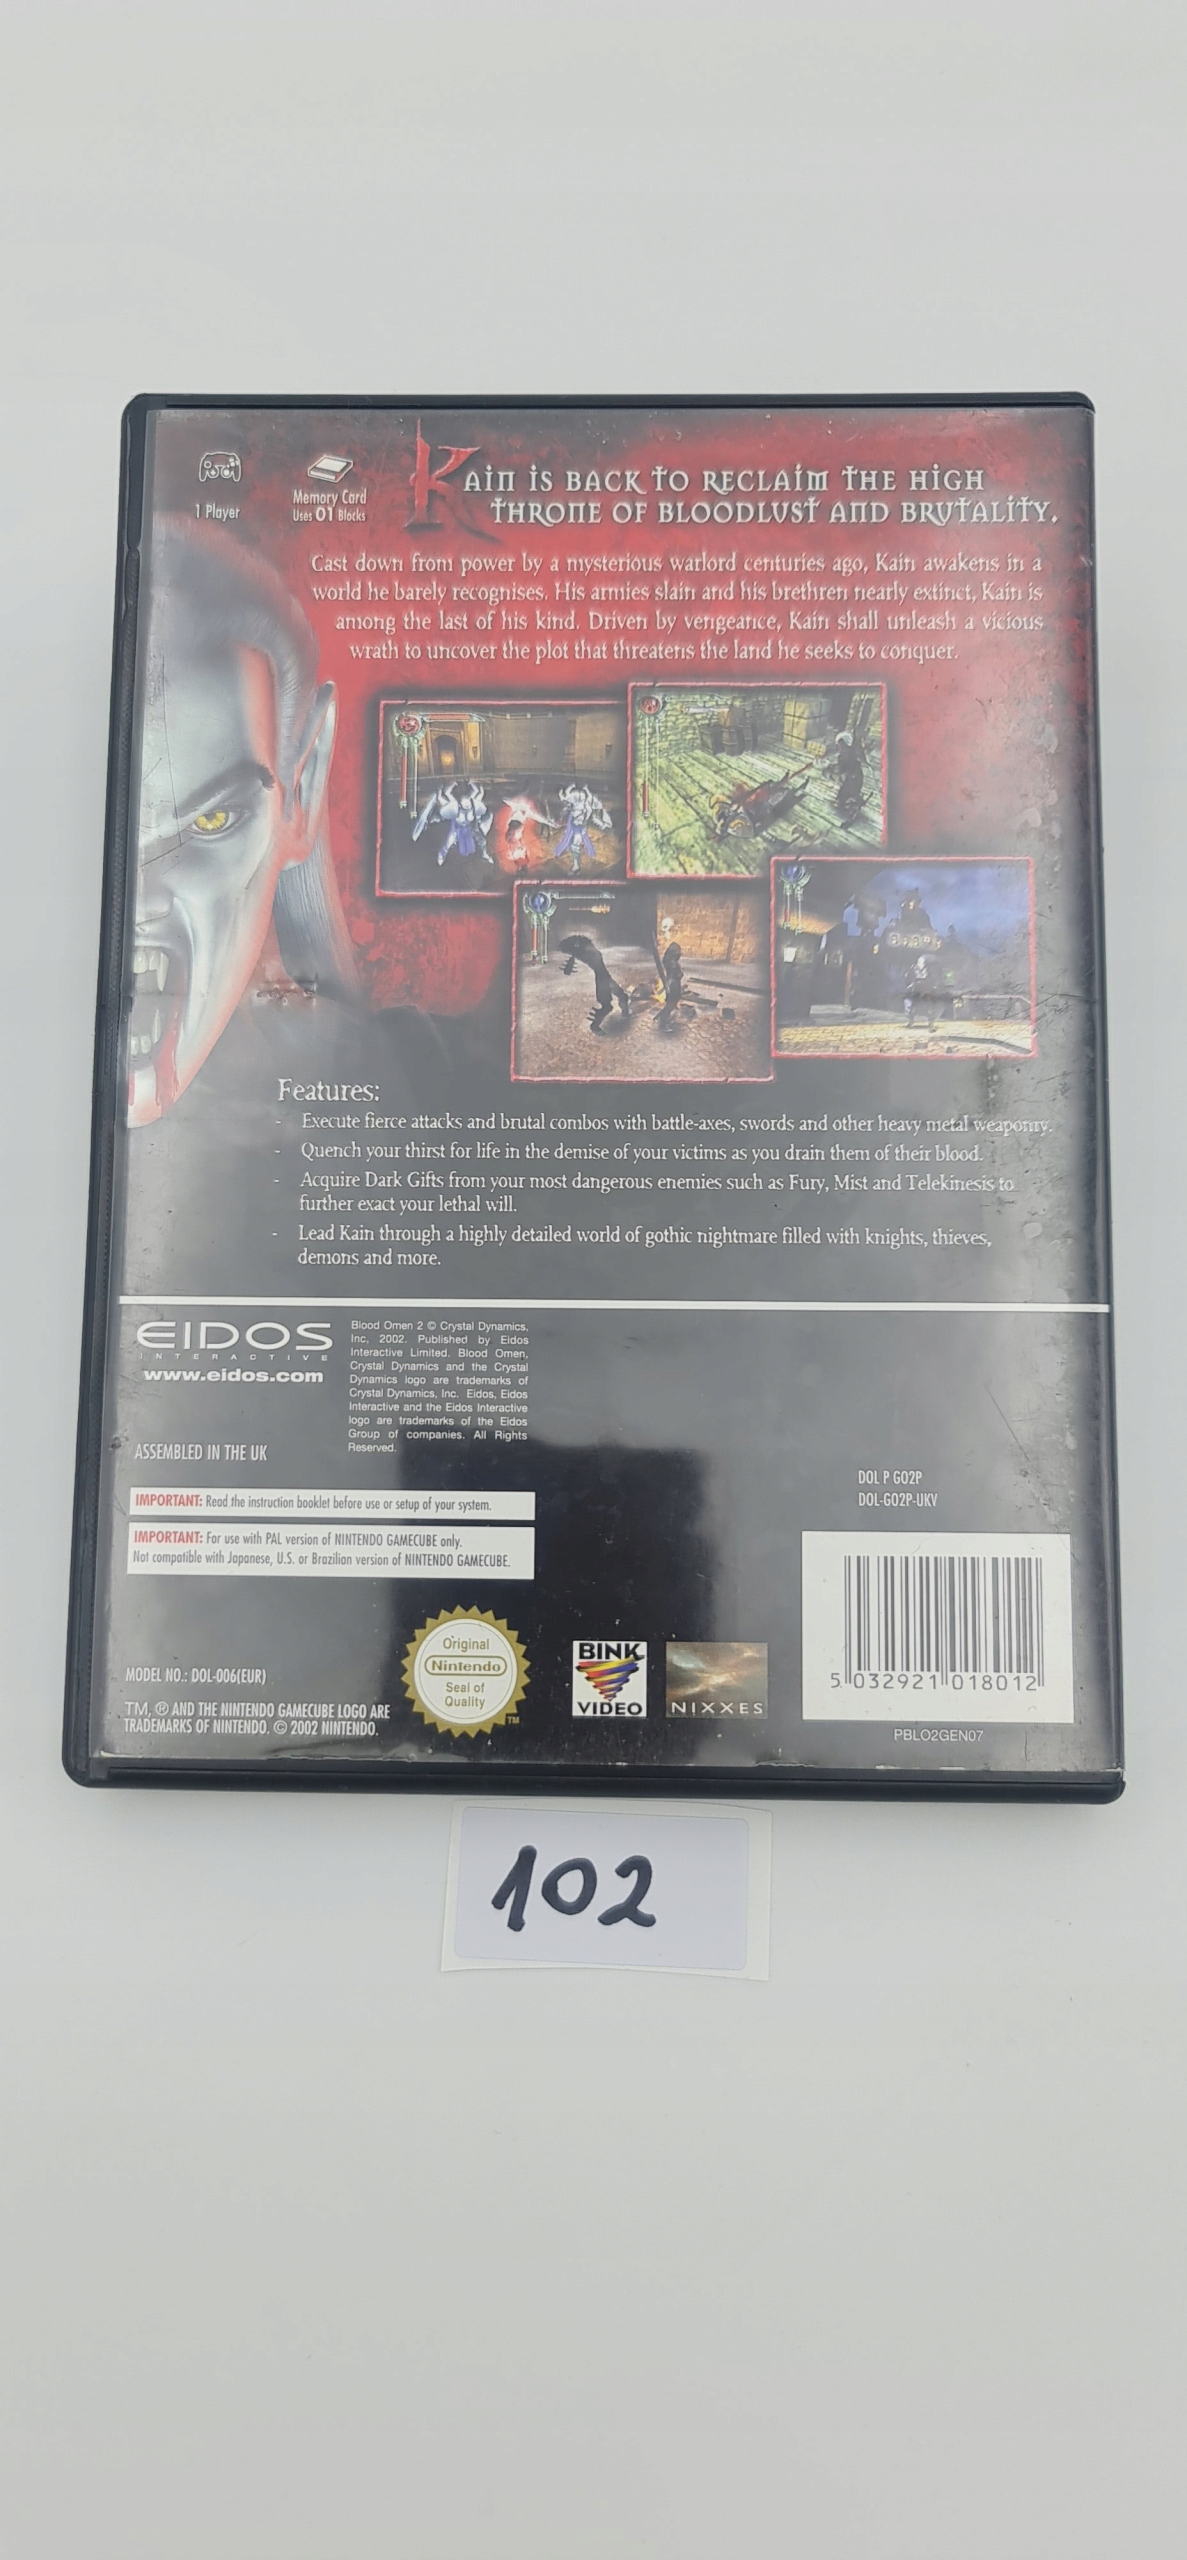 1 Player
Memory Card
Uses 01 Blocks
Kain is back to reclaim the high
throne of bloodlust and brutality.
Cast down from power by a mysterious warlord centuries ago, Kain awakens in a
world he barely recognises. His armies slain and his brethren nearly extinct, Kain is
among the last of his kind. Driven by vengeance, Kain shall unleash a vicious
wrath to uncover the plot that threatens the land he seeks to conquer.
Features:
- Execute fierce attacks and brutal combos with battle-axes, swords and other heavy metal weaponry.
- Quench your thirst for life in the demise of your victims as you drain them of their blood.
- Acquire Dark Gifts from your most dangerous enemies such as Fury, Mist and Telekinesis to
further exact your lethal will.
- Lead Kain through a highly detailed world of gothic nightmare filled with knights, thieves,
demons and more.
EIDOS
INTERACTIVE
www.eidos.com
Blood Omen 2 © Crystal Dynamics,
Inc, 2002. Published by Eidos
Interactive Limited. Blood Omen,
Crystal Dynamics and the Crystal
Dynamics logo are trademarks of
Crystal Dynamics, Inc. Eidos, Eidos
Interactive and the Eidos Interactive
logo are trademarks of the Eidos
Group of companies. All Rights
Reserved.
ASSEMBLED IN THE UK
DOL P GO2P
DOL-GO2P-UKV
IMPORTANT: Read the instruction booklet before use or setup of your system.
IMPORTANT: For use with PAL version of NINTENDO GAMECUBE only.
Not compatible with Japanese, U.S. or Brazilian version of NINTENDO GAMECUBE.
MODEL NO.: DOL-006(EUR)
TM, ® AND THE NINTENDO GAMECUBE LOGO ARE
TRADEMARKS OF NINTENDO. © 2002 NINTENDO.
Original
Nintendo
Seal of
Quality
TM
BINK
VIDEO
NIXXES
5 032921 018012
PBLO2GEN07
102